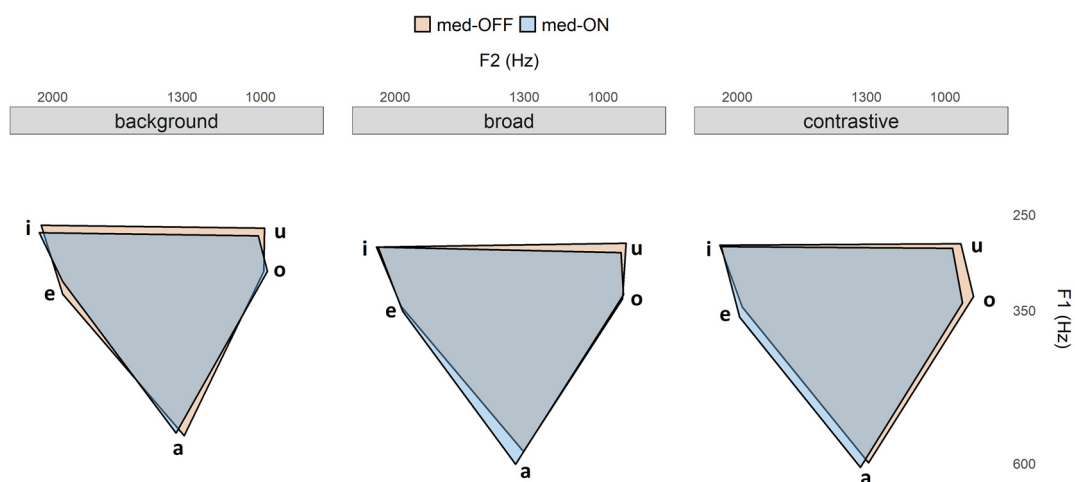 med-OFF med-ON
F2 (Hz)
2000 1300 1000 2000 1300 1000 2000 1300 1000
background broad contrastive
250
i u i u i u
e o e o e o
350
F1 (Hz)
a a a
600